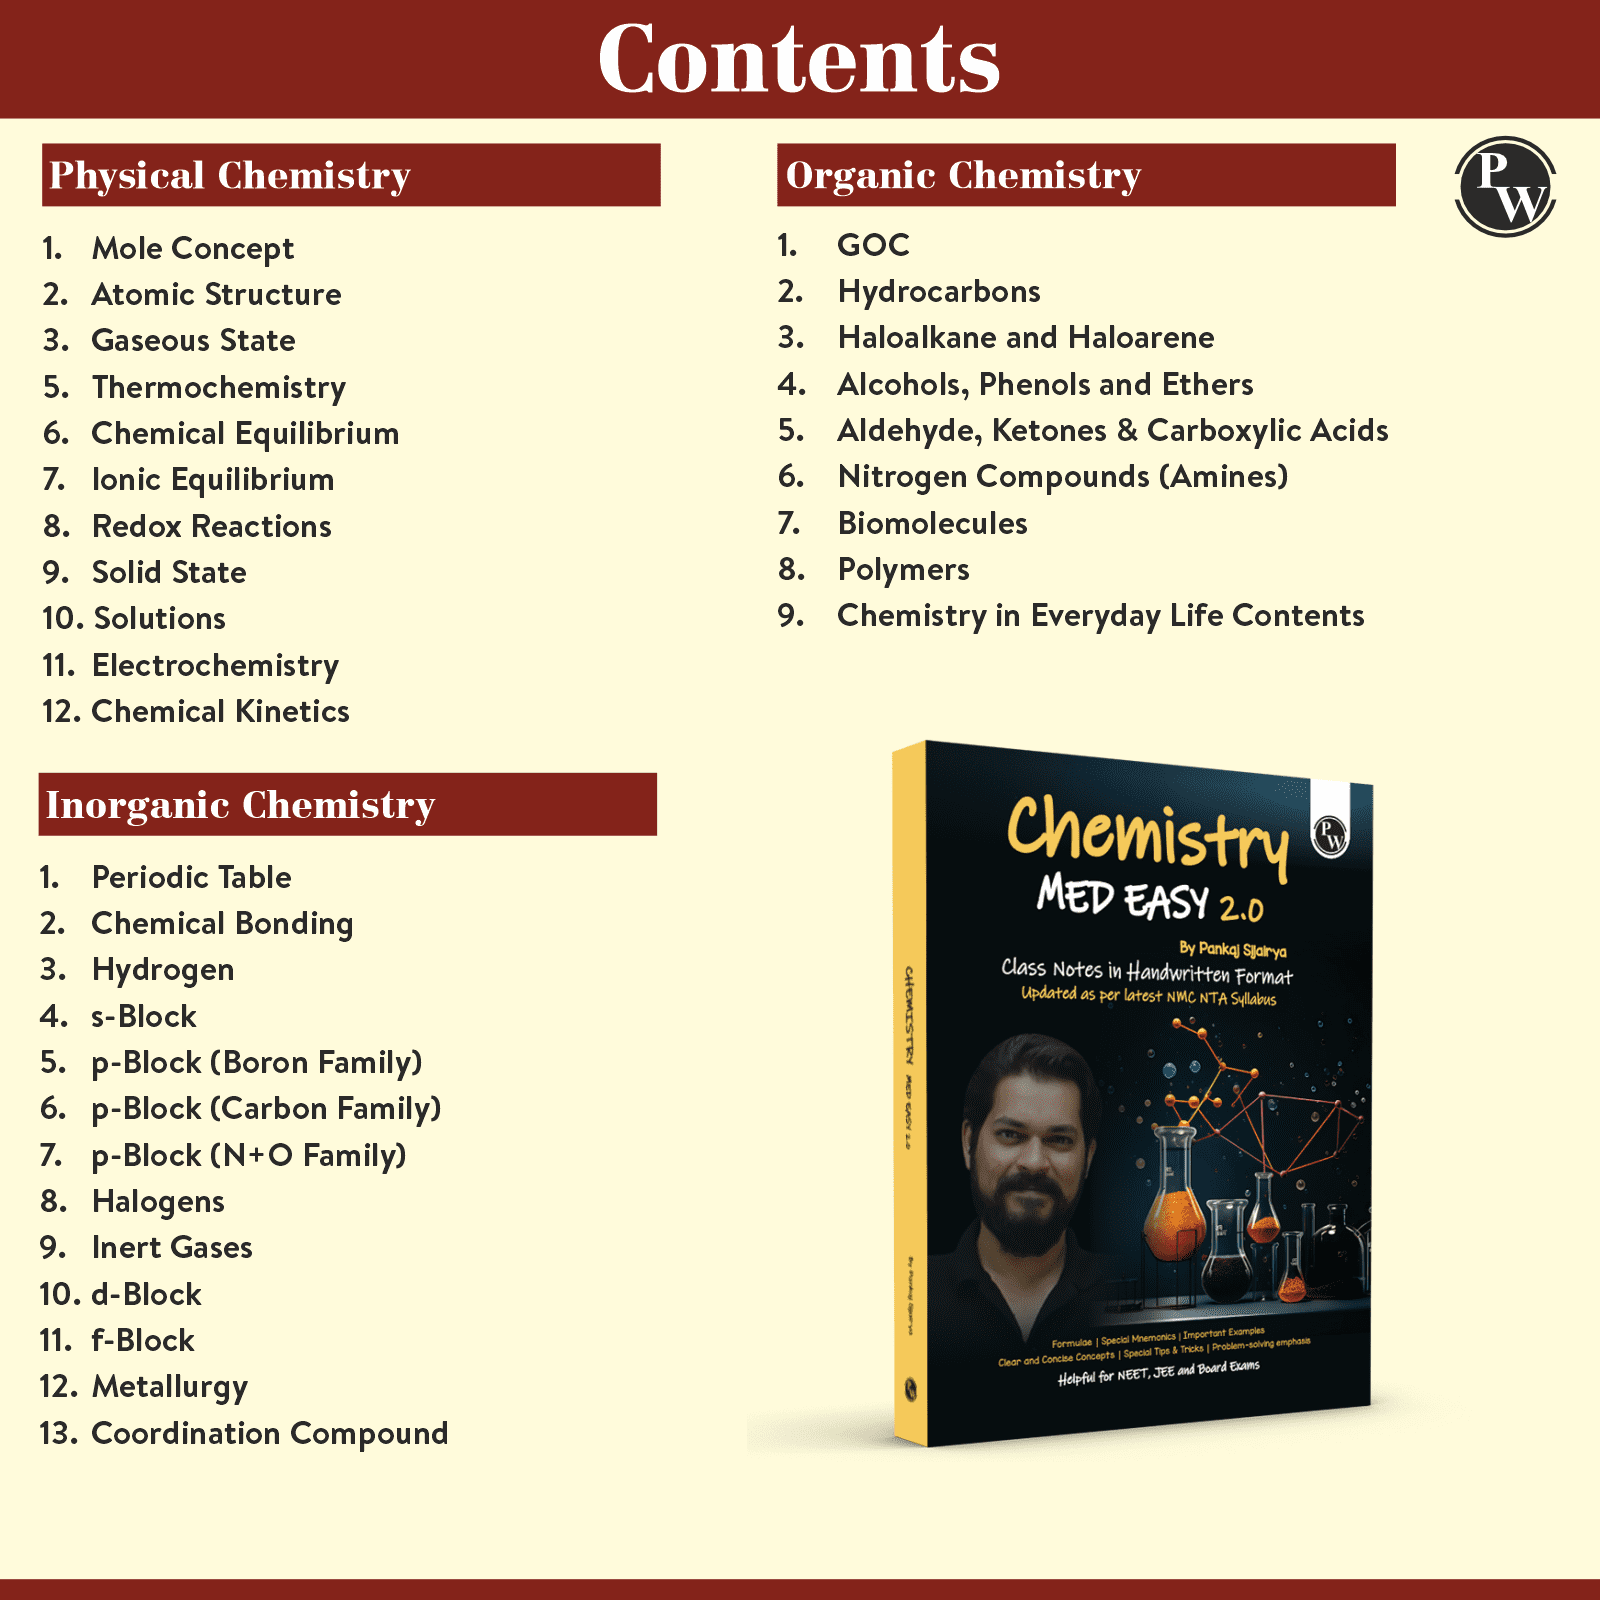 Contents
Physical Chemistry
1. Mole Concept
2. Atomic Structure
3. Gaseous State
5. Thermochemistry
6. Chemical Equilibrium
7. Ionic Equilibrium
8. Redox Reactions
9. Solid State
10. Solutions
11. Electrochemistry
12. Chemical Kinetics
Inorganic Chemistry
1. Periodic Table
2. Chemical Bonding
3. Hydrogen
4. s-Block
5. p-Block (Boron Family)
6. p-Block (Carbon Family)
7. p-Block (N+O Family)
8. Halogens
9. Inert Gases
10. d-Block
11. f-Block
12. Metallurgy
13. Coordination Compound
Organic Chemistry
1. GOC
2. Hydrocarbons
3. Haloalkane and Haloarene
4. Alcohols, Phenols and Ethers
5. Aldehyde, Ketones & Carboxylic Acids
6. Nitrogen Compounds (Amines)
7. Biomolecules
8. Polymers
9. Chemistry in Everyday Life Contents
PW
Chemistry
MED EASY 2.0
By Pankaj Sijairya
Class Notes in Handwritten Format
Updated as per latest NMC NTA Syllabus
PW
Formulae | Special Mnemonics | Important Examples
Clear and Concise Concepts | Special Tips & Tricks | Problem-solving emphasis
Helpful for NEET, JEE and Board Exams
CHEMISTRY MED EASY 2.0
By Pankaj Sijairya
PW